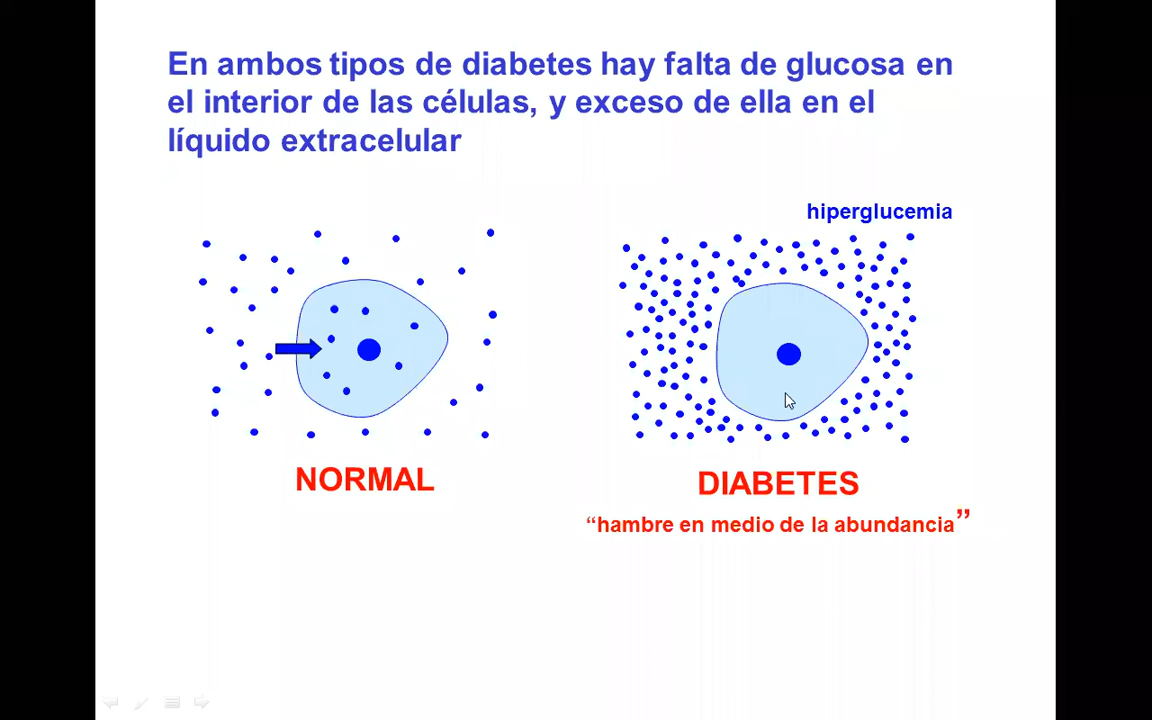 En ambos tipos de diabetes hay falta de glucosa en
el interior de las células, y exceso de ella en el
líquido extracelular
hiperglucemia
NORMAL
DIABETES
“hambre en medio de la abundancia”